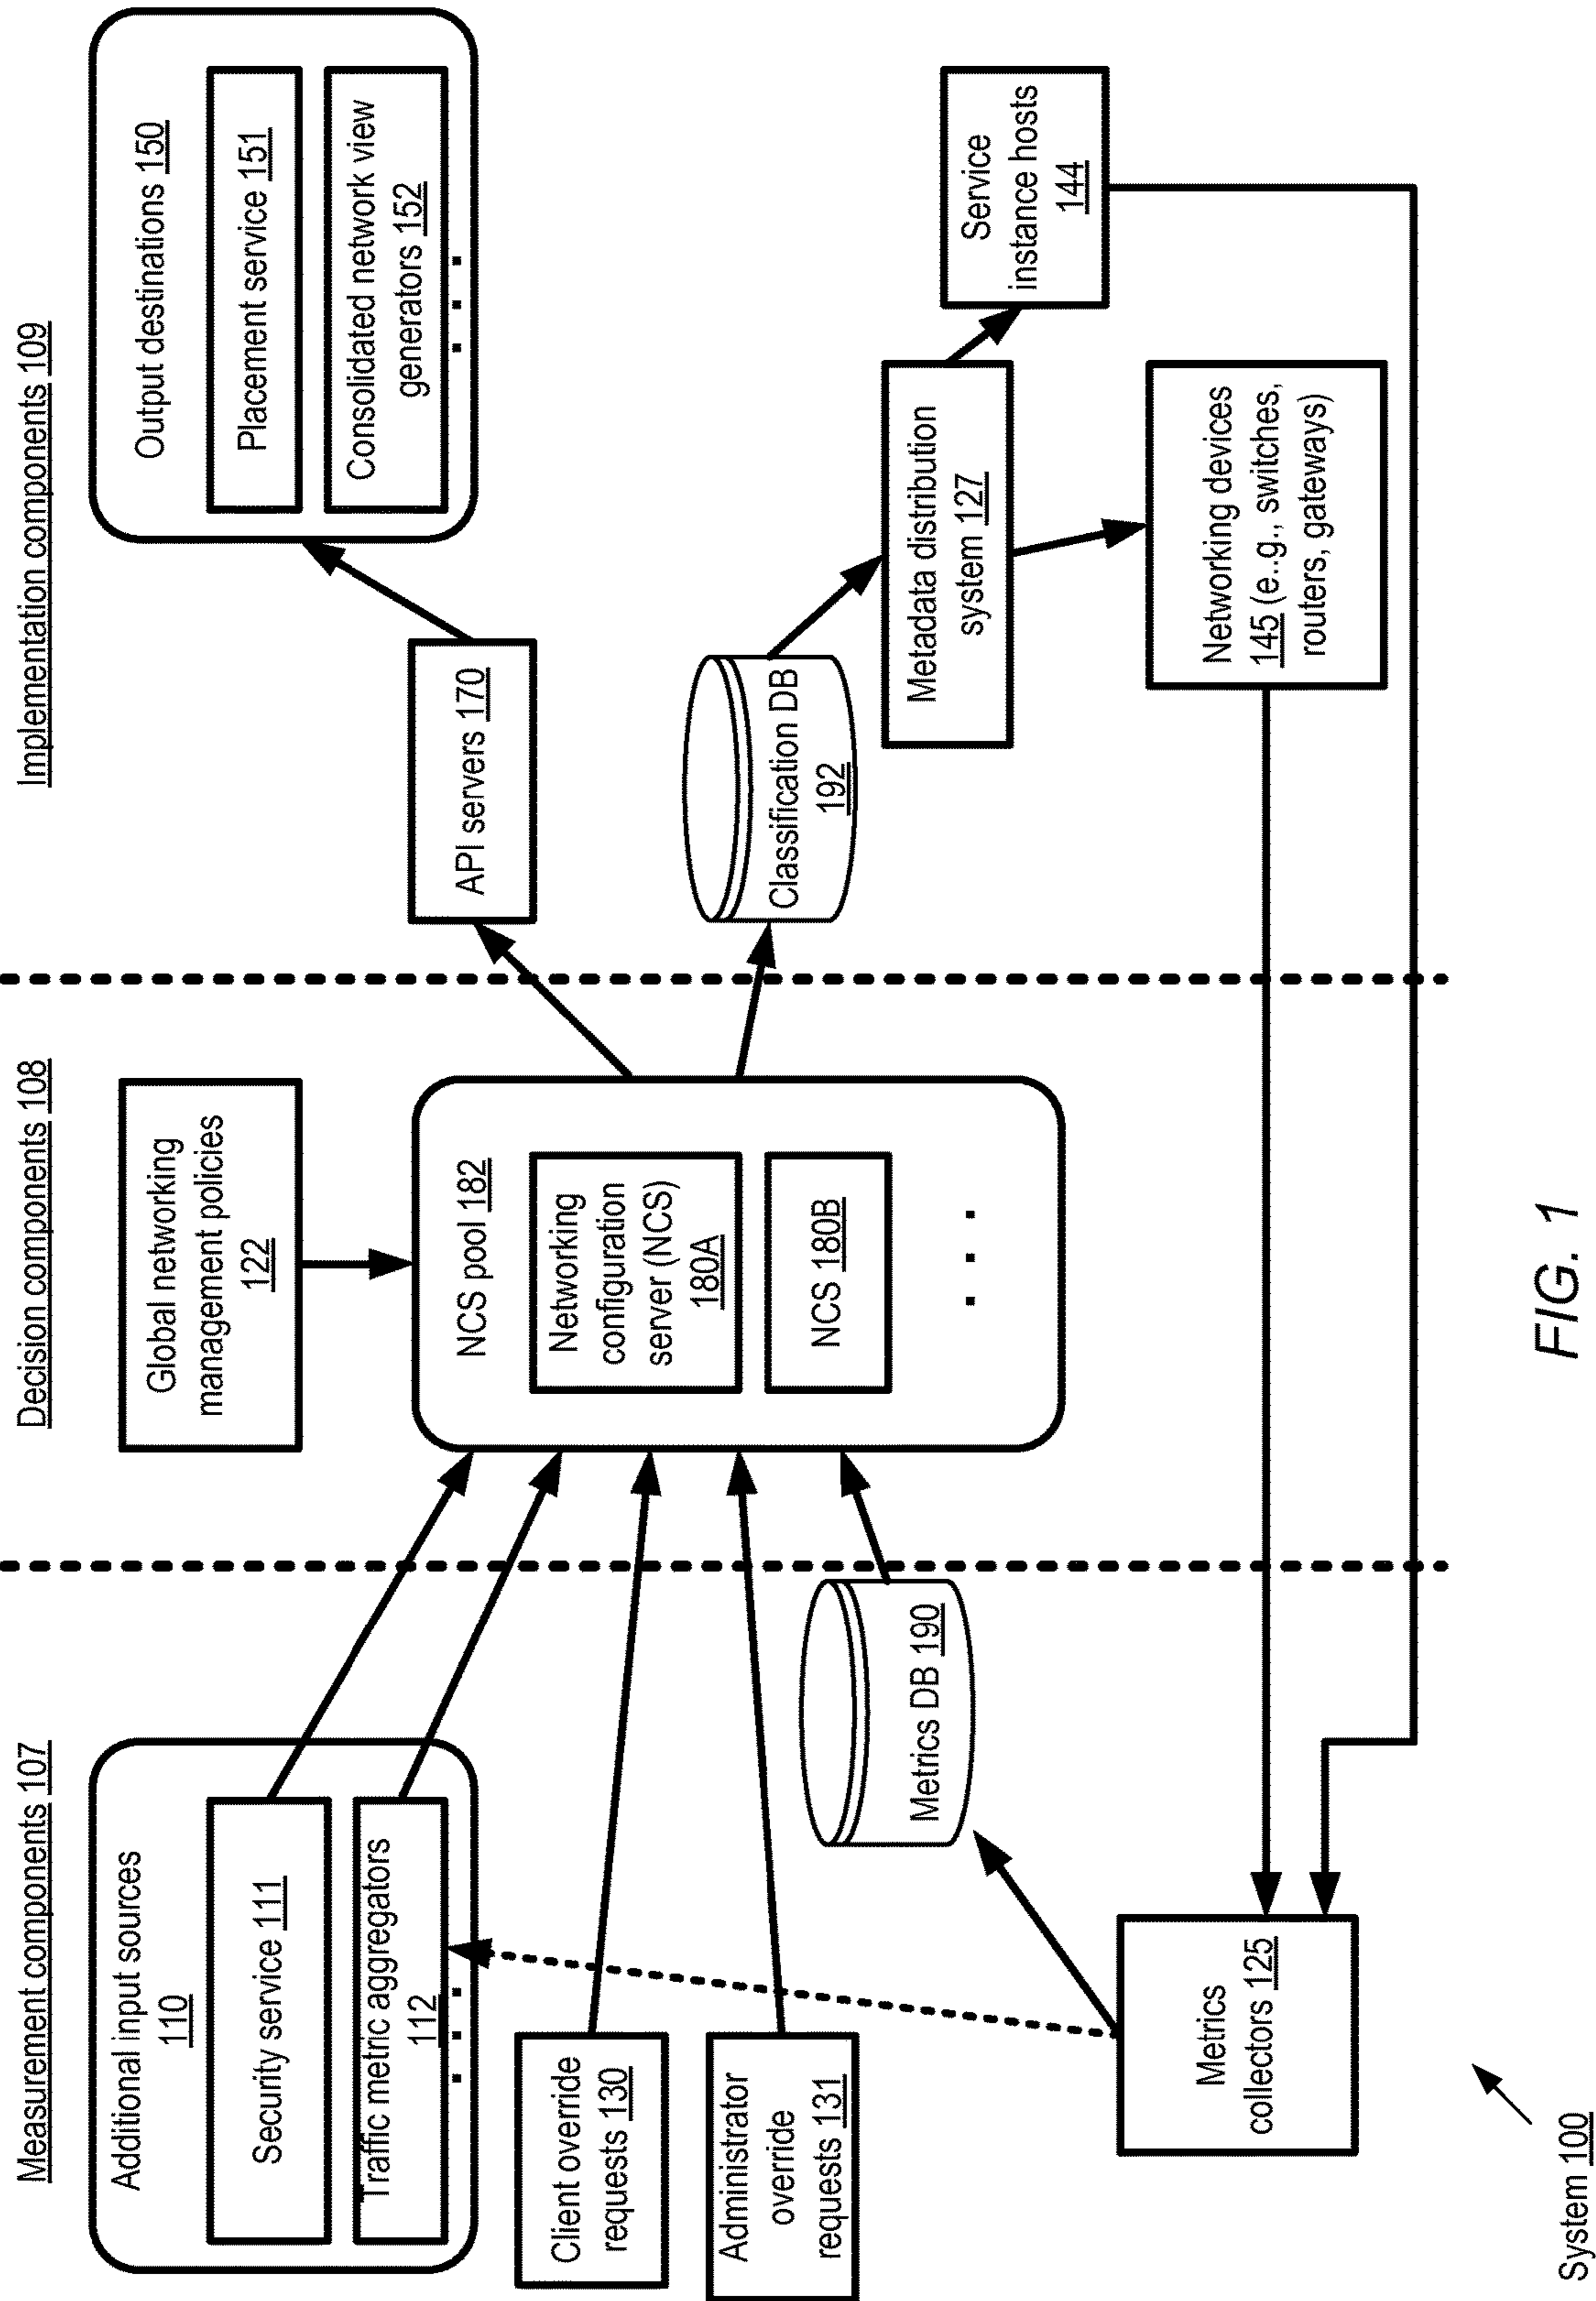 Measurement components 107
Decision components 108
Implementation components 109
Additional input sources
110
Security service 111
Traffic metric aggregators
112
. . .
Client override
requests 130
Administrator
override
requests 131
Metrics DB 190
Metrics
collectors 125
Global networking
management policies
122
NCS pool 182
Networking
configuration
server (NCS)
180A
NCS 180B
. . .
API servers 170
Output destinations 150
Placement service 151
Consolidated network view
generators 152
. . .
Classification DB
192
Metadada distribution
system 127
Service
instance hosts
144
Networking devices
145 (e..g., switches,
routers, gateways)
System 100
FIG. 1